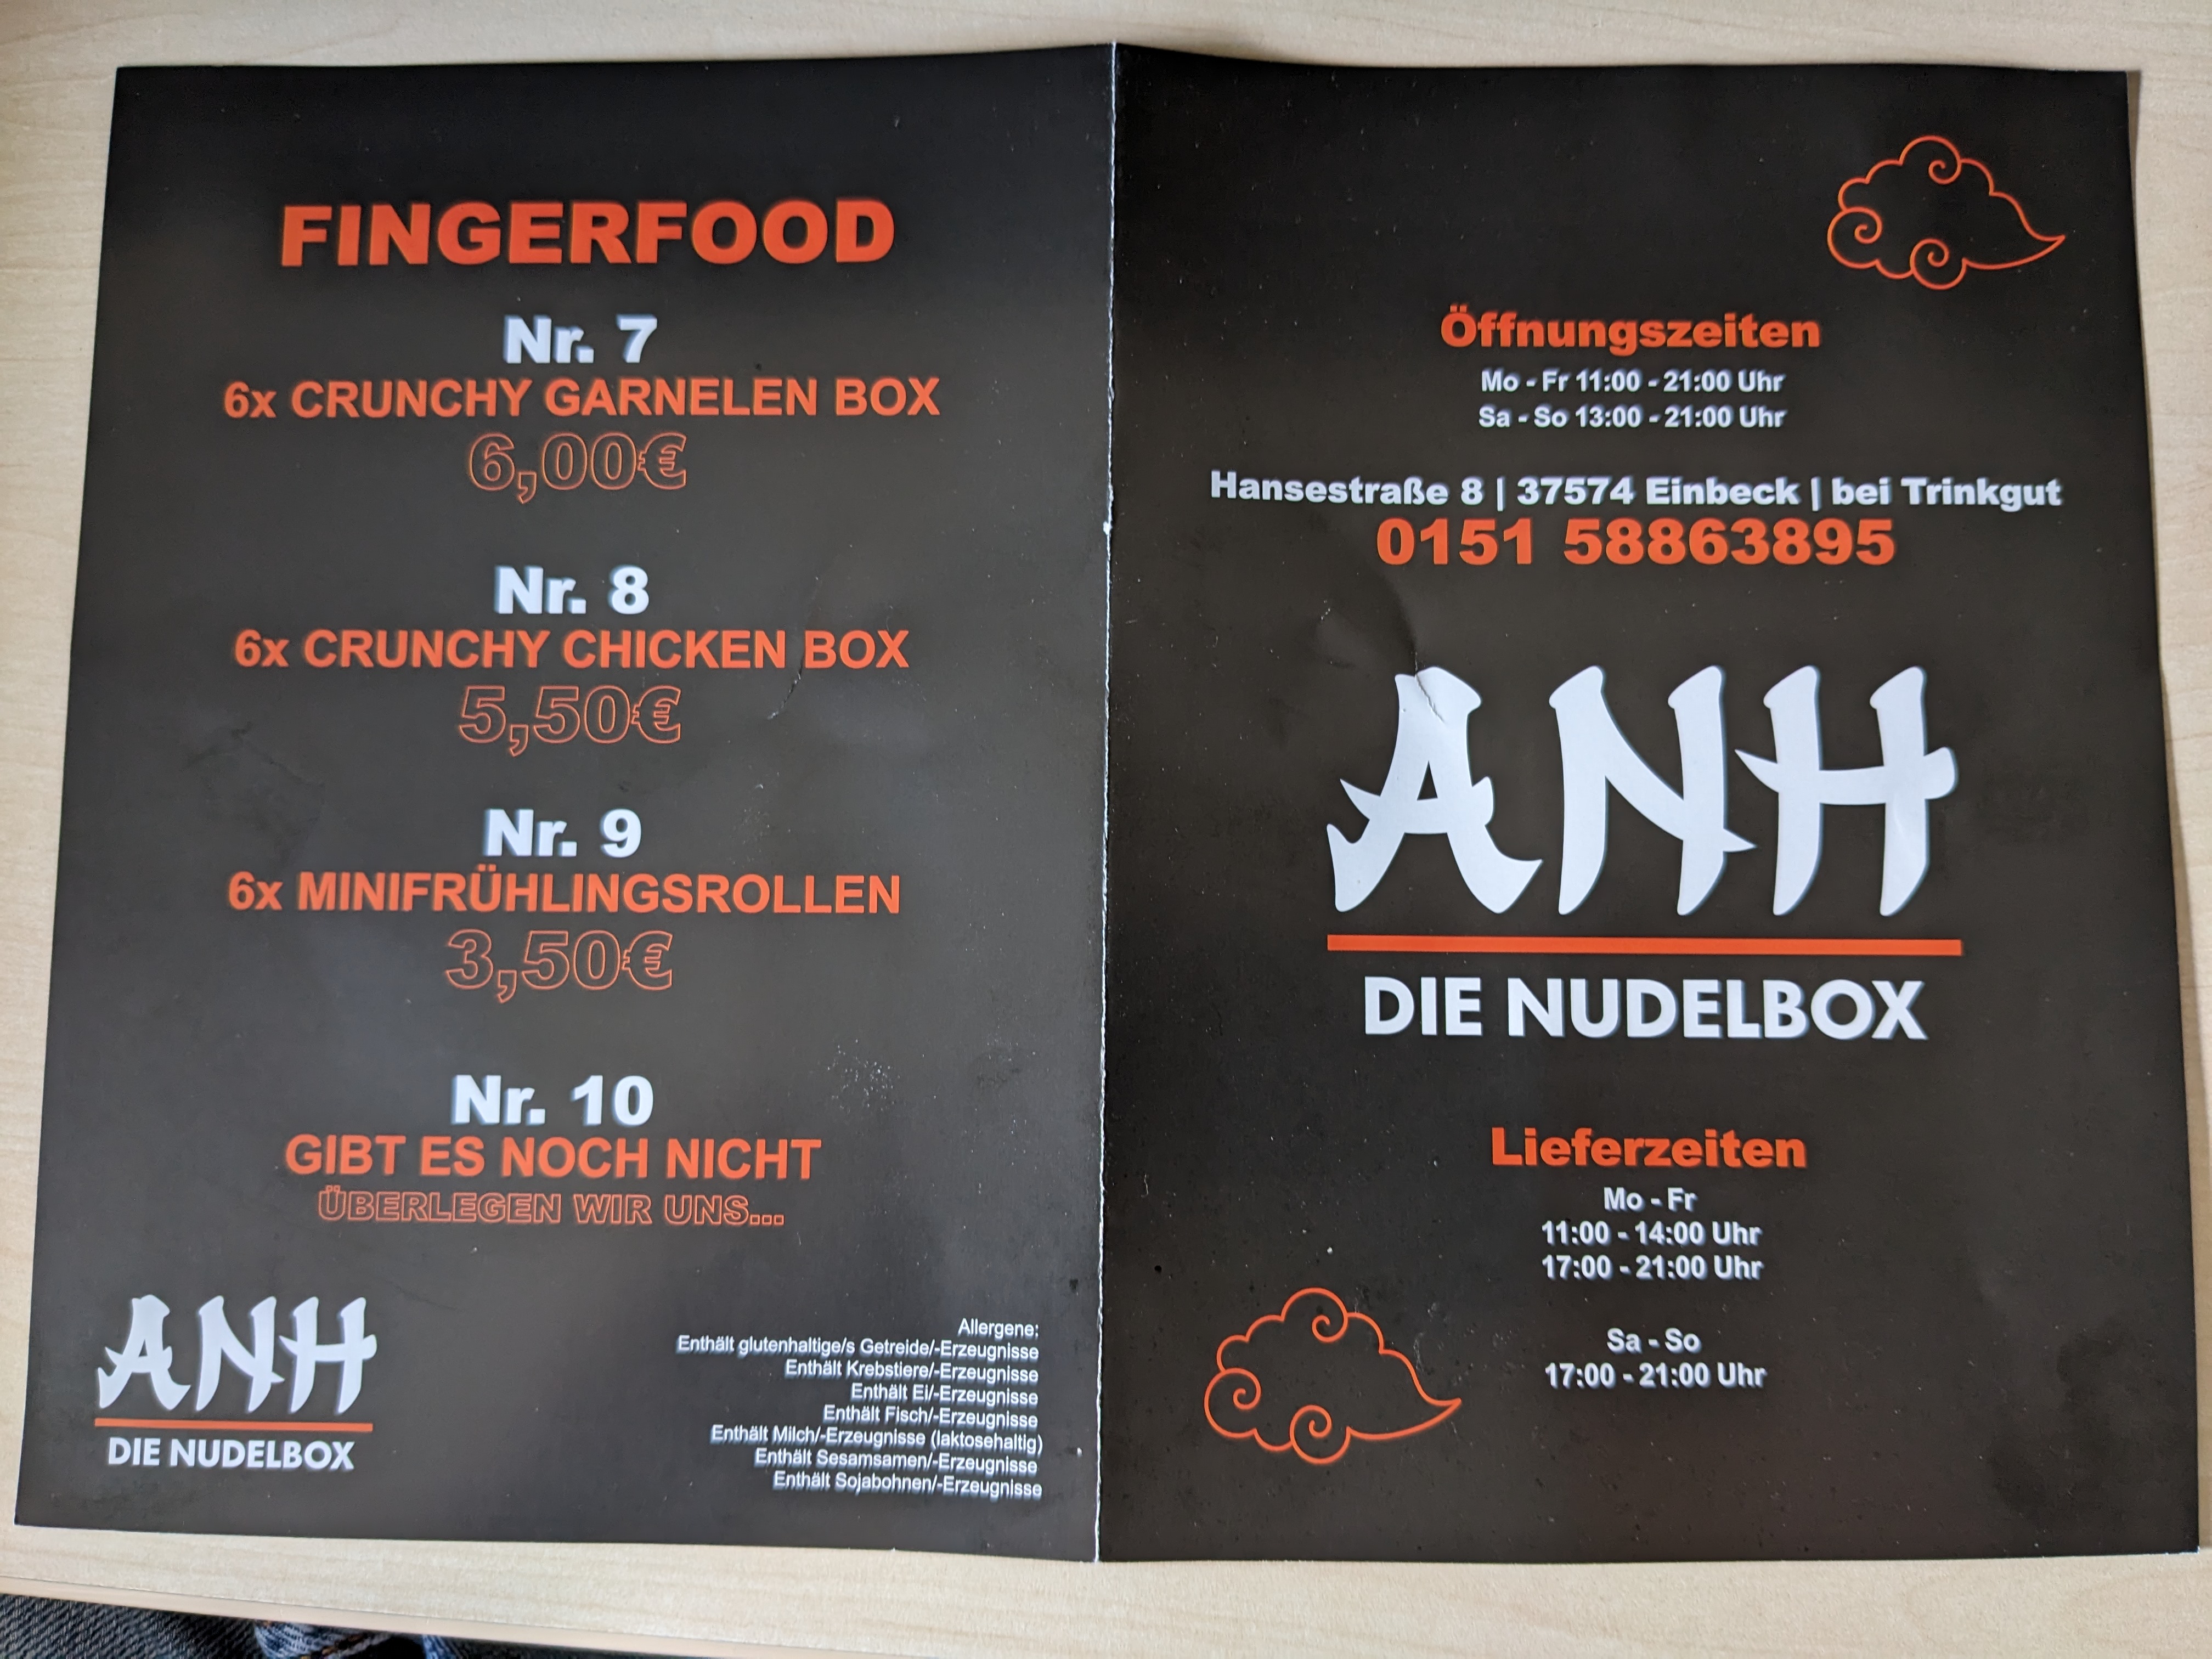 FINGERFOOD
Nr. 7
6x CRUNCHY GARNELEN BOX
6,00€
Nr. 8
6x CRUNCHY CHICKEN BOX
5,50€
Nr. 9
6x MINIFRÜHLINGSROLLEN
3,50€
Nr. 10
GIBT ES NOCH NICHT
ÜBERLEGEN WIR UNS...
ANH
DIE NUDELBOX
Allergene:
Enthält glutenhaltige/s Getreide/-Erzeugnisse
Enthält Krebstiere/-Erzeugnisse
Enthält Ei/-Erzeugnisse
Enthält Fisch/-Erzeugnisse
Enthält Milch/-Erzeugnisse (laktosehaltig)
Enthält Sesamsamen/-Erzeugnisse
Enthält Sojabohnen/-Erzeugnisse
Öffnungszeiten
Mo - Fr 11:00 - 21:00 Uhr
Sa - So 13:00 - 21:00 Uhr
Hansestraße 8 | 37574 Einbeck | bei Trinkgut
0151 58863895
ANH
DIE NUDELBOX
Lieferzeiten
Mo - Fr
11:00 - 14:00 Uhr
17:00 - 21:00 Uhr
Sa - So
17:00 - 21:00 Uhr